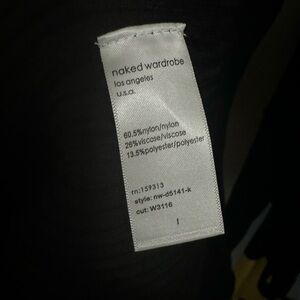 naked wardrobe
los angeles
u.s.a.
60.5%nylon/nylon
26%viscose/viscose
13.5%polyester/polyester
rn:159313
style: nw-d5141-k
cut: W3116